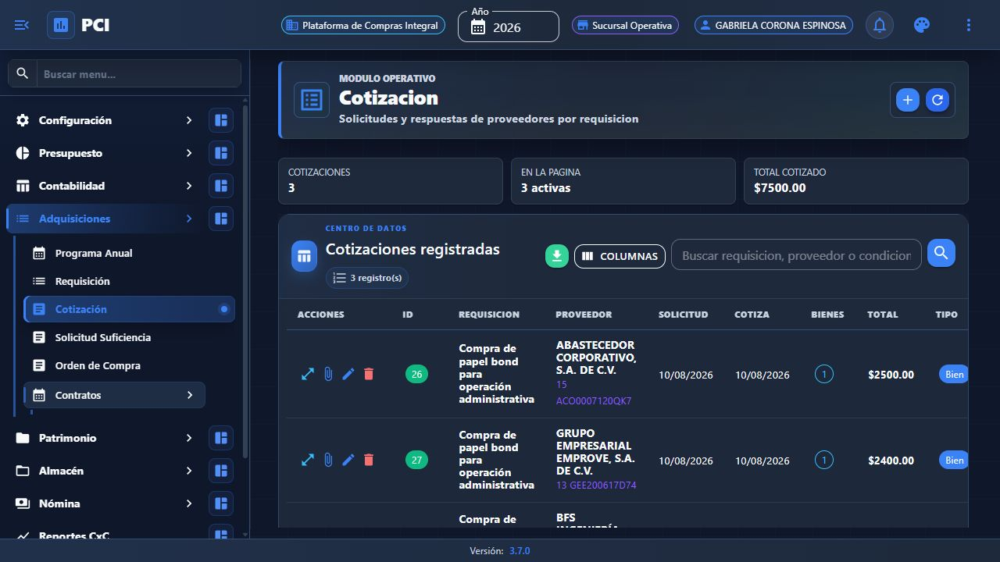 PCI
Plataforma de Compras Integral
Año
2026
Sucursal Operativa
GABRIELA CORONA ESPINOSA
Buscar menu...
Configuración
Presupuesto
Contabilidad
Adquisiciones
Programa Anual
Requisición
Cotización
Solicitud Suficiencia
Orden de Compra
Contratos
Patrimonio
Almacén
Nómina
Reportes CxC
MODULO OPERATIVO
Cotizacion
Solicitudes y respuestas de proveedores por requisicion
COTIZACIONES
3
EN LA PAGINA
3 activas
TOTAL COTIZADO
$7500.00
CENTRO DE DATOS
Cotizaciones registradas
3 registro(s)
COLUMNAS
Buscar requisicion, proveedor o condicion
ACCIONES ID REQUISICION PROVEEDOR SOLICITUD COTIZA BIENES TOTAL TIPO
26
Compra de
papel bond
para
operación
administrativa
ABASTECEDOR
CORPORATIVO,
S.A. DE C.V.
15
ACO0007120QK7
10/08/2026
10/08/2026
1
$2500.00
Bien
27
Compra de
papel bond
para
operación
administrativa
GRUPO
EMPRESARIAL
EMPROVE, S.A.
DE C.V.
13 GEE200617D74
10/08/2026
10/08/2026
1
$2400.00
Bien
Compra de
BFS
INGENIERÍA
Versión: 3.7.0